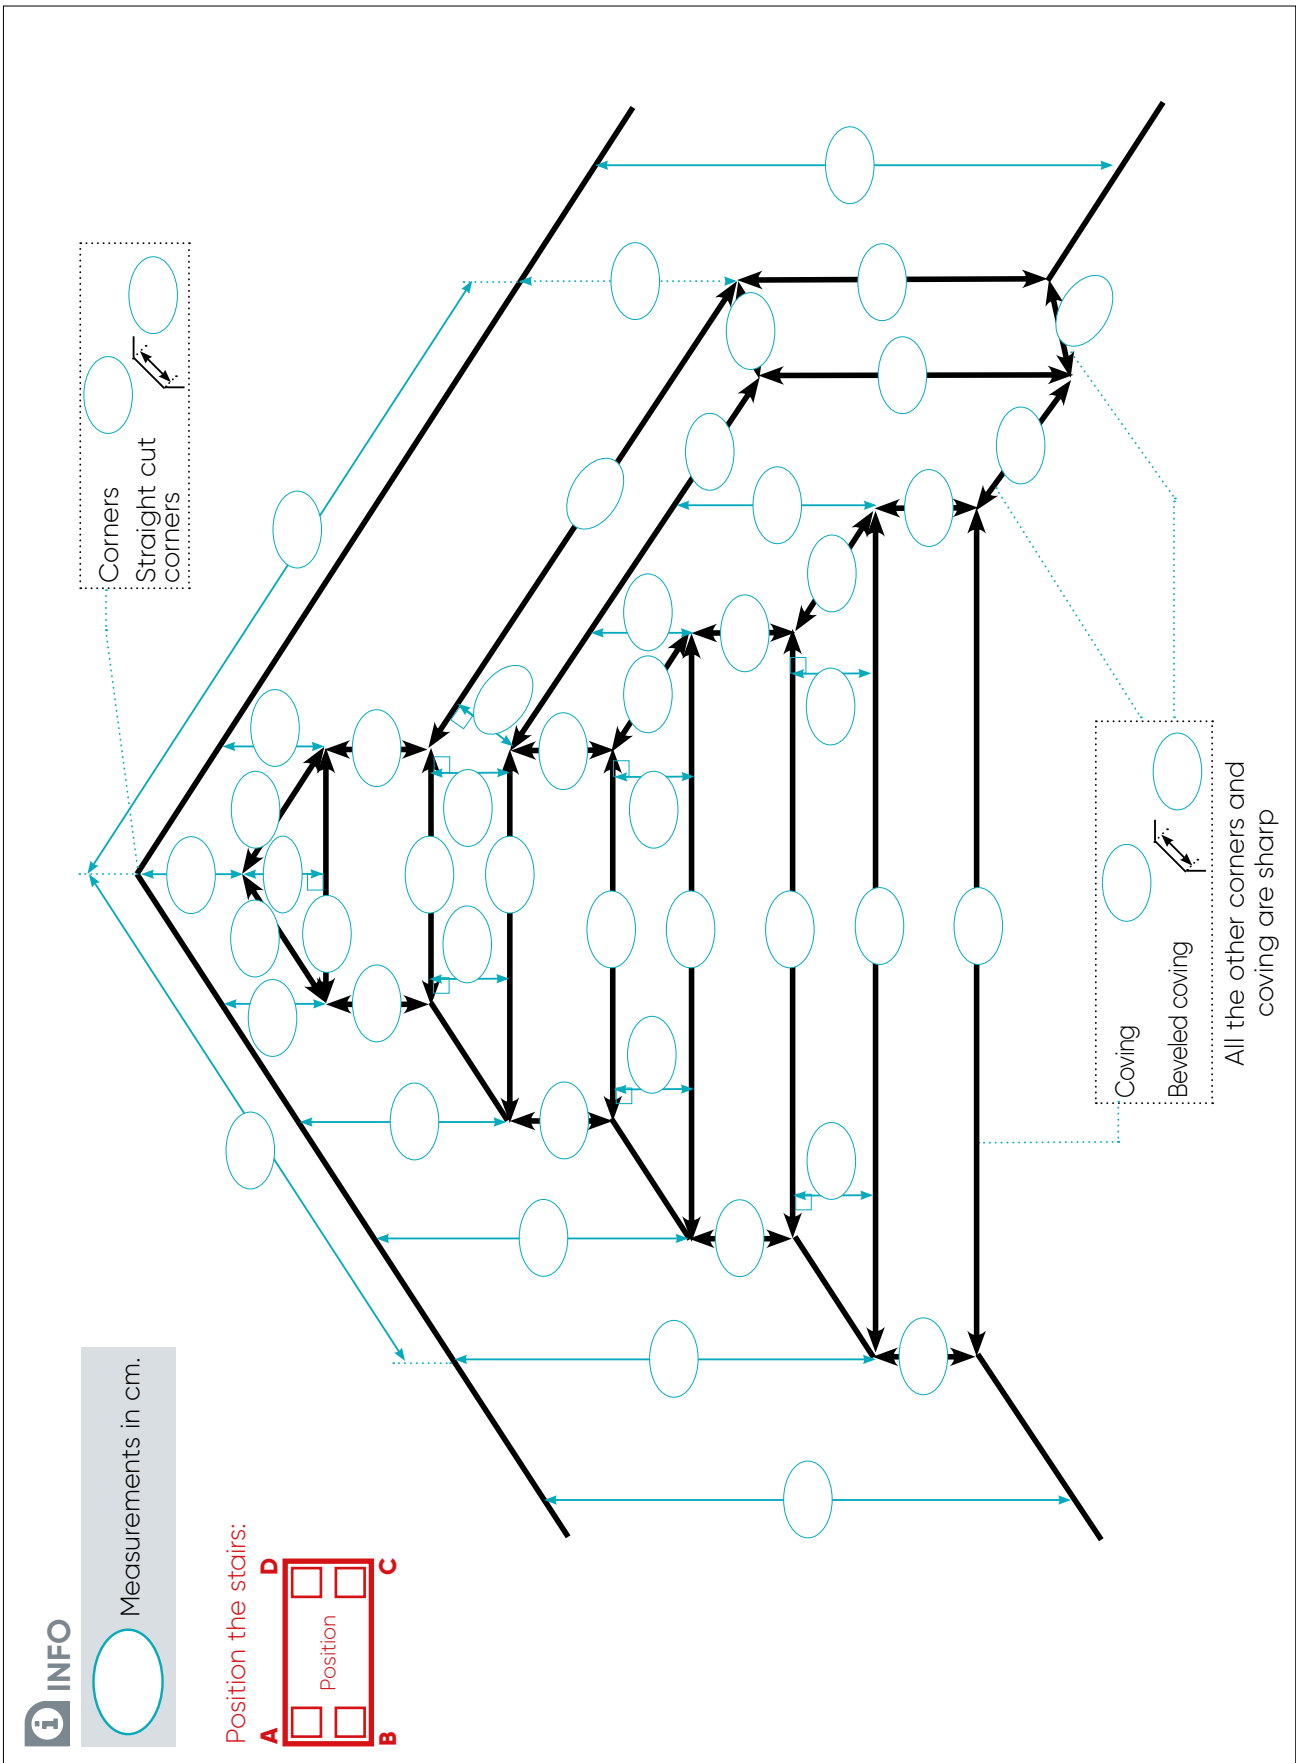 i INFO
Measurements in cm.
Position the stairs:
A
D
Position
B
C
Corners
Straight cut
corners
Coving
Beveled coving
All the other corners and
coving are sharp